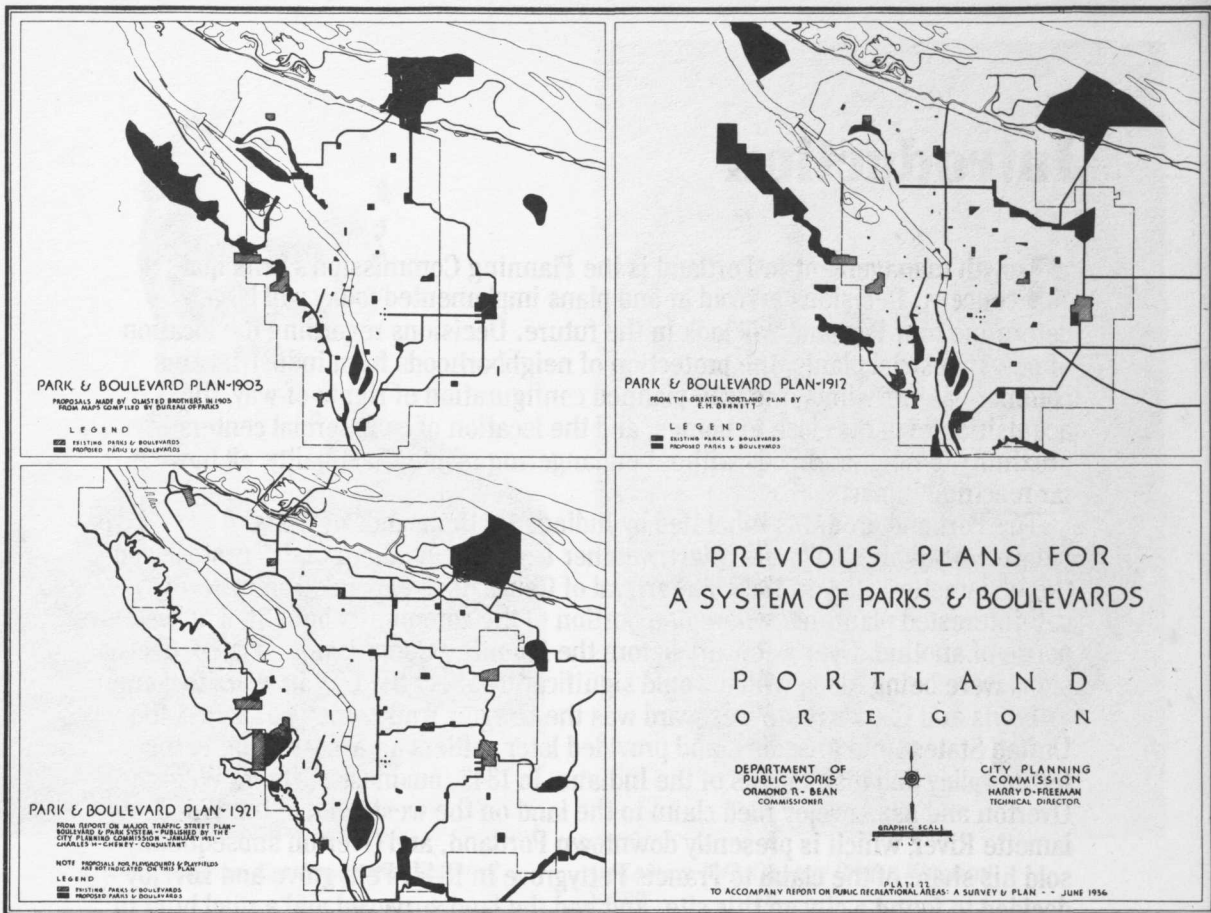 PARK & BOULEVARD PLAN-1903
PROPOSALS MADE BY OLMSTED BROTHERS IN 1903
FROM MAPS COMPILED BY BUREAU OF PARKS
LEGEND
EXISTING PARKS & BOULEVARDS
PROPOSED PARKS & BOULEVARDS
PARK & BOULEVARD PLAN-1912
FROM THE GREATER PORTLAND PLAN BY
E.H. BENNETT
LEGEND
EXISTING PARKS & BOULEVARDS
PROPOSED PARKS & BOULEVARDS
PARK & BOULEVARD PLAN-1921
FROM REPORT ON MAJOR TRAFFIC STREET PLAN-
BOULEVARD & PARK SYSTEM - PUBLISHED BY THE
CITY PLANNING COMMISSION - JANUARY 1921-
CHARLES H. CHENEY CONSULTANT
NOTE PROPOSALS FOR PLAYGROUNDS & PLAYFIELDS
ARE NOT INDICATED ON THIS MAP
LEGEND
EXISTING PARKS & BOULEVARDS
PROPOSED PARKS & BOULEVARDS
PREVIOUS PLANS FOR
A SYSTEM OF PARKS & BOULEVARDS
PORTLAND
OREGON
DEPARTMENT OF
PUBLIC WORKS
ORMOND R. BEAN
COMMISSIONER
CITY PLANNING
COMMISSION
HARRY D. FREEMAN
TECHNICAL DIRECTOR
GRAPHIC SCALE
PLATE 22
TO ACCOMPANY REPORT ON RECREATIONAL AREAS: PART 7 JUNE 1936